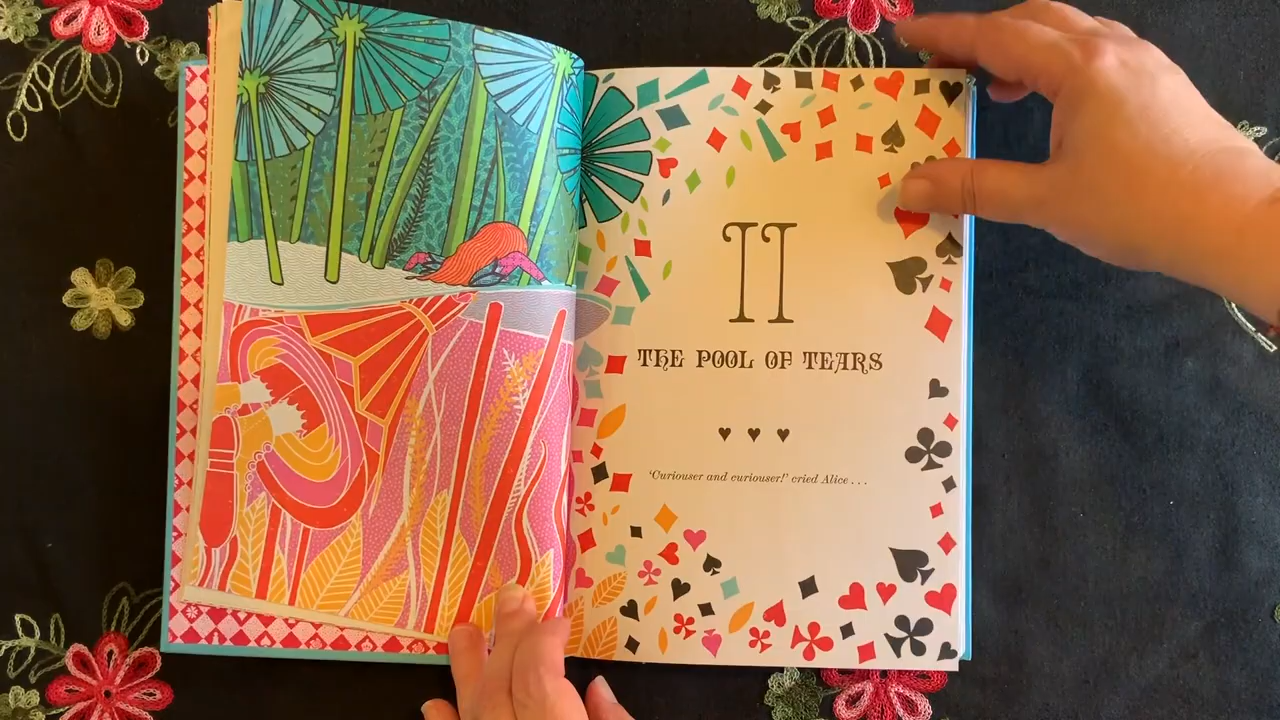 II
THE POOL OF TEARS
'Curiouser and curiouser!' cried Alice . . .